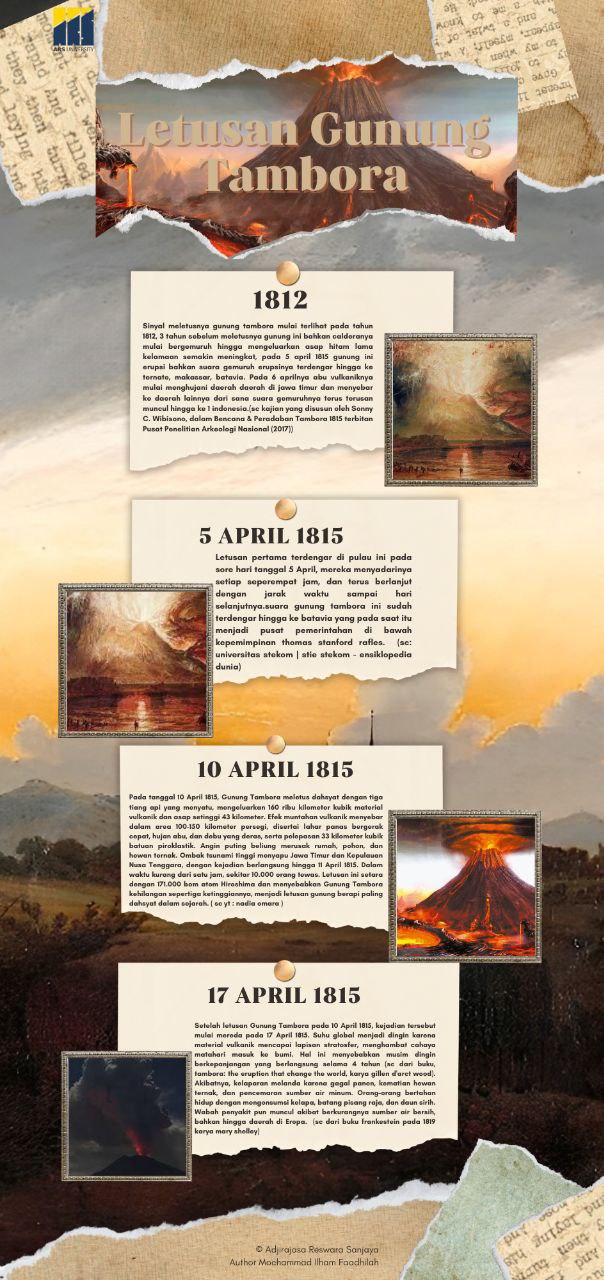 ARS UNIVERSITY
Letusan Gunung
Tambora
1812
Sinyal meletusnya gunung tambora mulai terlihat pada tahun
1812, 3 tahun sebelum meletusnya gunung ini bahkan calderanya
mulai bergemuruh hingga mengeluarkan asap hitam lama
kelamaan semakin meningkat, pada 5 april 1815 gunung ini
erupsi bahkan suara gemuruh erupsinya terdengar hingga ke
ternate, makassar, batavia. Pada 6 aprilnya abu vulkaniknya
mulai menghujani daerah daerah di jawa timur dan menyebar
ke daerah lainnya dari sana suara gemuruhnya terus terusan
muncul hingga ke 1 indonesia.(sc kajian yang disusun oleh Sonny
C. Wibisono, dalam Bencana & Peradaban Tambora 1815 terbitan
Pusat Penelitian Arkeologi Nasional (2017))
5 APRIL 1815
Letusan pertama terdengar di pulau ini pada
sore hari tanggal 5 April, mereka menyadarinya
setiap seperempat jam, dan terus berlanjut
dengan jarak waktu sampai hari
selanjutnya.suara gunung tambora ini sudah
terdengar hingga ke batavia yang pada saat itu
menjadi pusat pemerintahan di bawah
kepemimpinan thomas stanford rafles. (sc:
universitas stekom | stie stekom - ensiklopedia
dunia)
10 APRIL 1815
Pada tanggal 10 April 1815, Gunung Tambora meletus dahsyat dengan tiga
tiang api yang menyatu, mengeluarkan 160 ribu kilometer kubik material
vulkanik dan asap setinggi 43 kilometer. Efek muntahan vulkanik menyebar
dalam area 100-150 kilometer persegi, disertai lahar panas bergerak
cepat, hujan abu, dan debu yang deras, serta pelepasan 33 kilometer kubik
batuan piroklastik. Angin puting beliung merusak rumah, pohon, dan
hewan ternak. Ombak tsunami tinggi menyapu Jawa Timur dan Kepulauan
Nusa Tenggara, dengan kejadian berlangsung hingga 11 April 1815. Dalam
waktu kurang dari satu jam, sekitar 10.000 orang tewas. Letusan ini setara
dengan 171.000 bom atom Hiroshima dan menyebabkan Gunung Tambora
kehilangan sepertiga ketinggiannya, menjadi letusan gunung berapi paling
dahsyat dalam sejarah. ( sc yt : nadia omara )
17 APRIL 1815
Setelah letusan Gunung Tambora pada 10 April 1815, kejadian tersebut
mulai mereda pada 17 April 1815. Suhu global menjadi dingin karena
material vulkanik mencapai lapisan stratosfer, menghambat cahaya
matahari masuk ke bumi. Hal ini menyebabkan musim dingin
berkepanjangan yang berlangsung selama 4 tahun (sc dari buku,
tambora: the eruption that change the world, karya gillen d'arct wood).
Akibatnya, kelaparan melanda karena gagal panen, kematian hewan
ternak, dan pencemaran sumber air minum. Orang-orang bertahan
hidup dengan mengonsumsi kelapa, batang pisang raja, dan daun sirih.
Wabah penyakit pun muncul akibat berkurangnya sumber air bersih,
bahkan hingga daerah di Eropa. (sc dari buku frankestein pada 1819
karya mary shelley)
© Adjirajasa Reswara Sanjaya
Author Mochammad Ilham Faadhilah